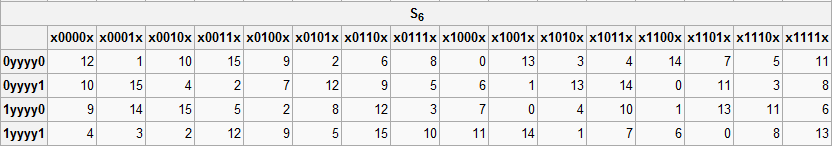 S6
x0000x x0001x x0010x x0011x x0100x x0101x x0110x x0111x x1000x x1001x x1010x x1011x x1100x x1101x x1110x x1111x
0yyyy0 12 1 10 15 9 2 6 8 0 13 3 4 14 7 5 11
0yyyy1 10 15 4 2 7 12 9 5 6 1 13 14 0 11 3 8
1yyyy0 9 14 15 5 2 8 12 3 7 0 4 10 1 13 11 6
1yyyy1 4 3 2 12 9 5 15 10 11 14 1 7 6 0 8 13